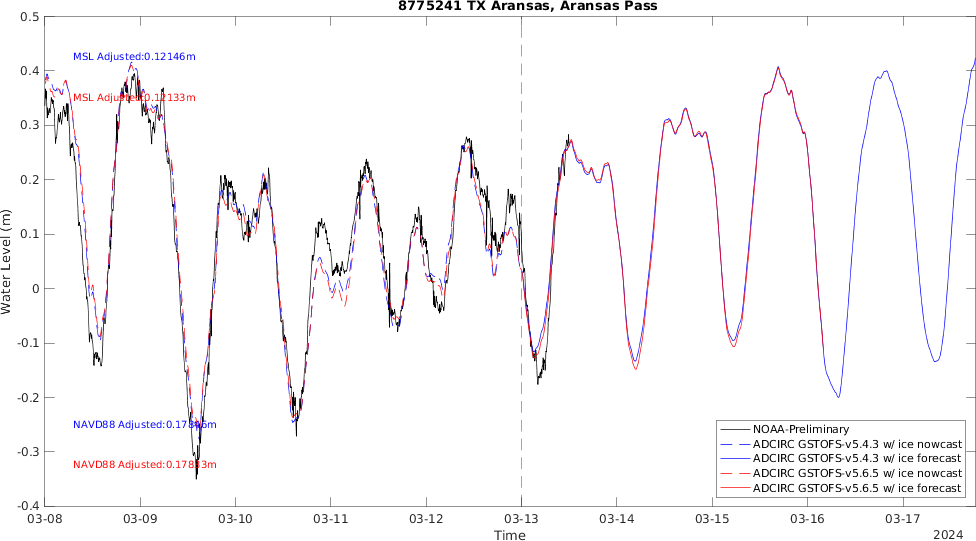 8775241 TX Aransas, Aransas Pass
0.5
MSL Adjusted:0.12146m
0.4
MSL Adjusted:0.12133m
0.3
0.2
0.1
Water Level (m)
0
-0.1
-0.2
NAVD88 Adjusted:0.17846m
-0.3
NAVD88 Adjusted:0.17833m
-0.4
NOAA-Preliminary
ADCIRC GSTOFS-v5.4.3 w/ ice nowcast
ADCIRC GSTOFS-v5.4.3 w/ ice forecast
ADCIRC GSTOFS-v5.6.5 w/ ice nowcast
ADCIRC GSTOFS-v5.6.5 w/ ice forecast
03-08 03-09 03-10 03-11 03-12 03-13 03-14 03-15 03-16 03-17
Time
2024